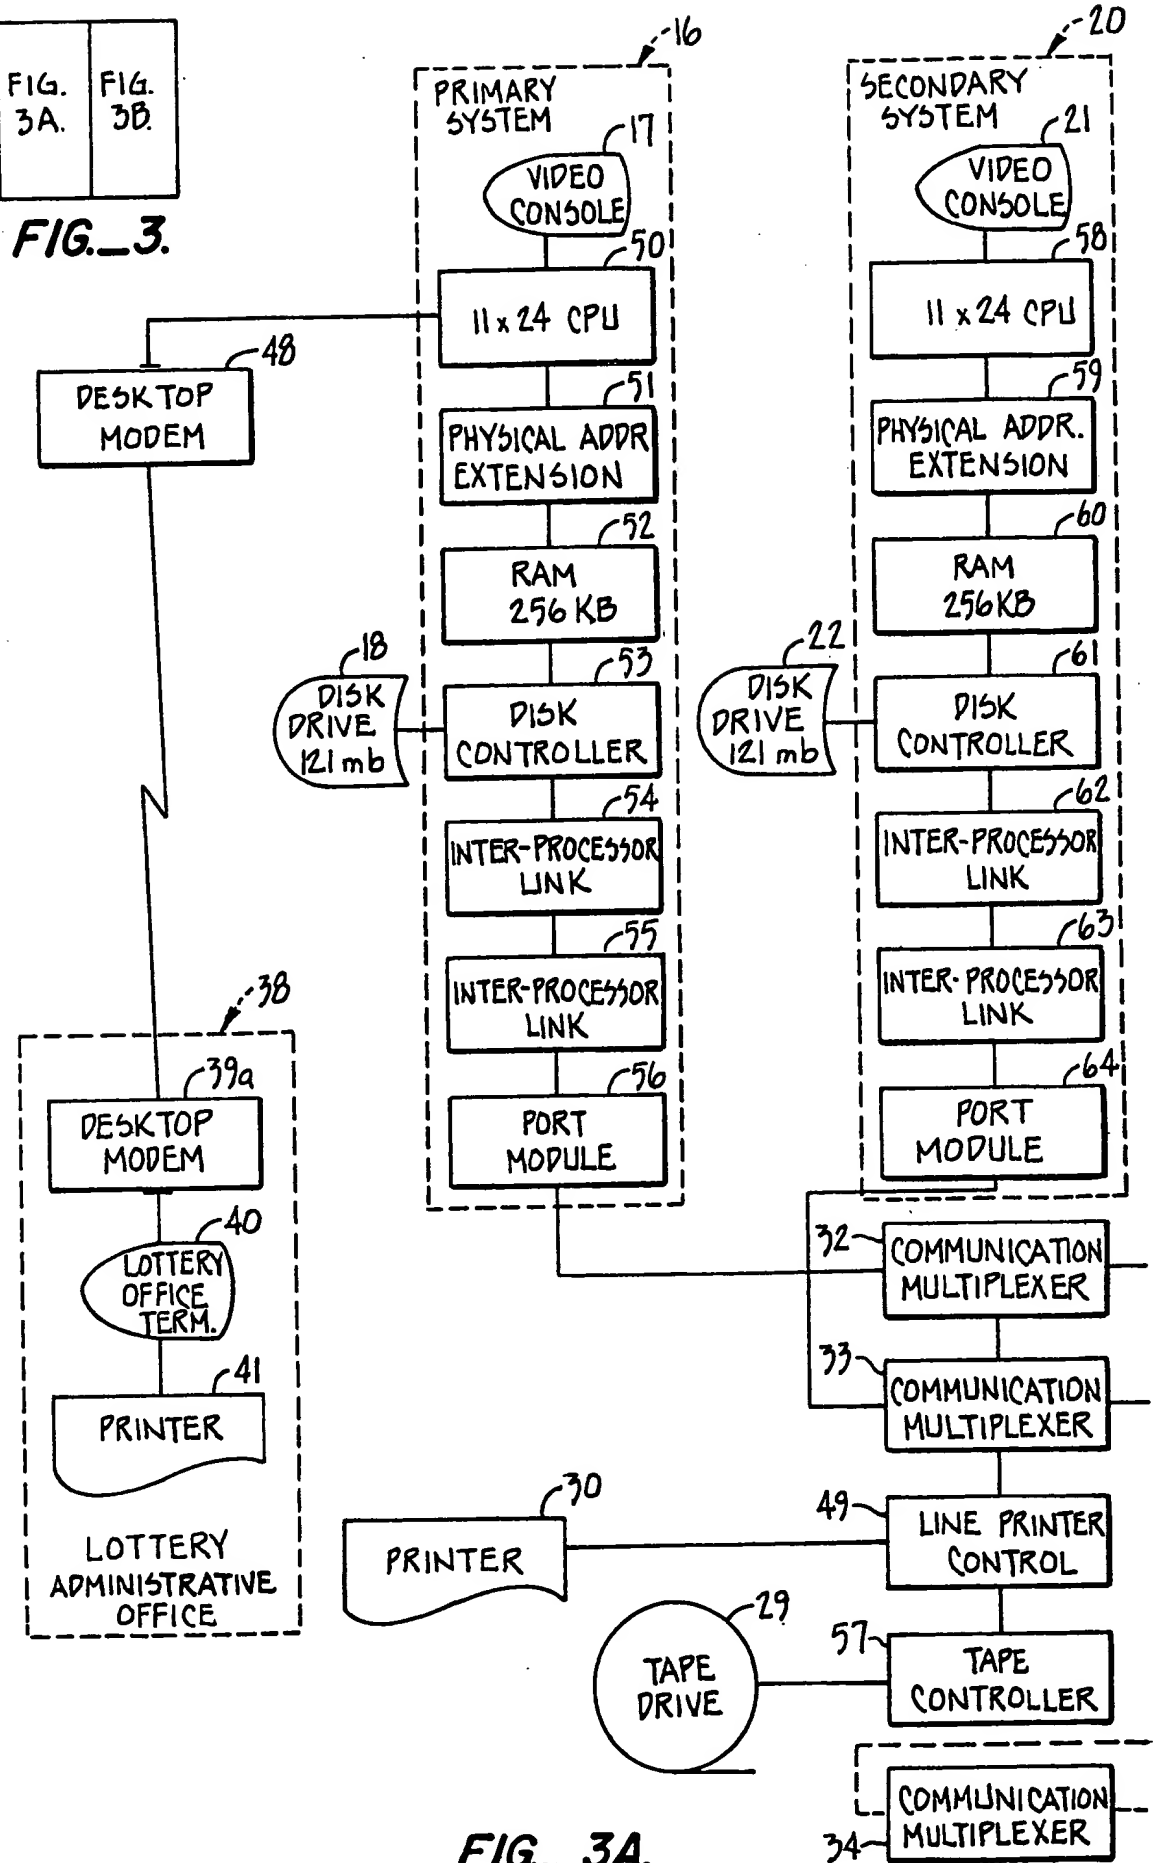 FIG.
3A.
FIG.
3B.
FIG._3.
16
PRIMARY
SYSTEM
17
VIDEO
CONSOLE
50
11 x 24 CPU
51
PHYSICAL ADDR
EXTENSION
52
RAM
256 KB
18
DISK
DRIVE
121 mb
53
DISK
CONTROLLER
54
INTER-PROCESSOR
LINK
55
INTER-PROCESSOR
LINK
56
PORT
MODULE
20
SECONDARY
SYSTEM
21
VIDEO
CONSOLE
58
11 x 24 CPU
59
PHYSICAL ADDR.
EXTENSION
60
RAM
256KB
22
DISK
DRIVE
121 mb
61
DISK
CONTROLLER
62
INTER-PROCESSOR
LINK
63
INTER-PROCESSOR
LINK
64
PORT
MODULE
48
DESKTOP
MODEM
38
39a
DESKTOP
MODEM
40
LOTTERY
OFFICE
TERM.
41
PRINTER
LOTTERY
ADMINISTRATIVE
OFFICE
32
COMMUNICATION
MULTIPLEXER
33
COMMUNICATION
MULTIPLEXER
30
PRINTER
49
LINE PRINTER
CONTROL
29
TAPE
DRIVE
57
TAPE
CONTROLLER
34
COMMUNICATION
MULTIPLEXER
FIG._3A.